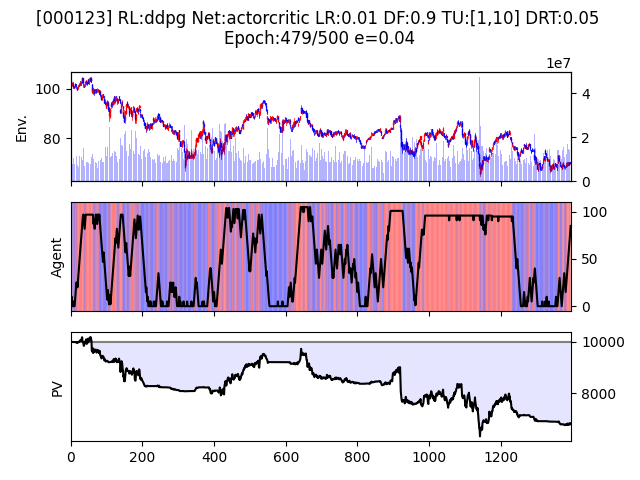 [000123] RL:ddpg Net:actorcritic LR:0.01 DF:0.9 TU:[1,10] DRT:0.05
Epoch:479/500 e=0.04
1e7
100
80
Env.
4
2
0
Agent
100
50
0
PV
10000
8000
0 200 400 600 800 1000 1200